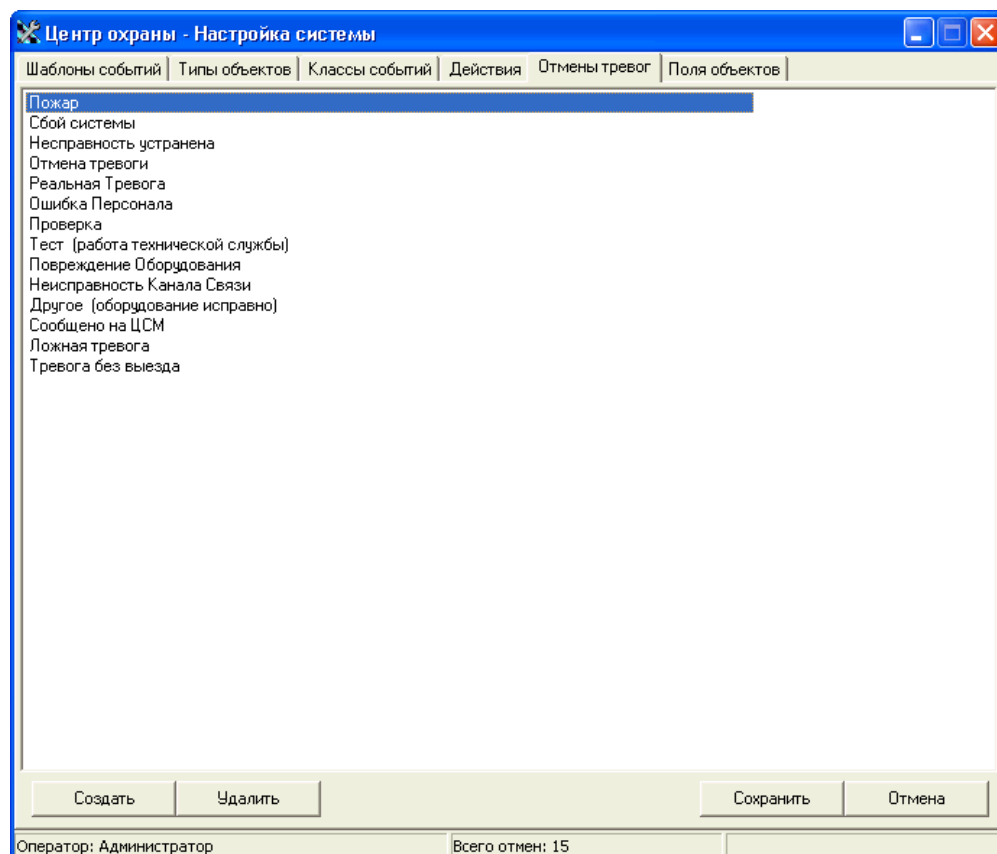 Центр охраны - Настройка системы
Шаблоны событий Типы объектов Классы событий Действия Отмены тревог Поля объектов
Пожар
Сбой системы
Несправность устранена
Отмена тревоги
Реальная Тревога
Ошибка Персонала
Проверка
Тест (работа технической службы)
Повреждение Оборудования
Неисправность Канала Связи
Другое (оборудование исправно)
Сообщено на ЦСМ
Ложная тревога
Тревога без выезда
Создать Удалить Сохранить Отмена
Оператор: Администратор Всего отмен: 15